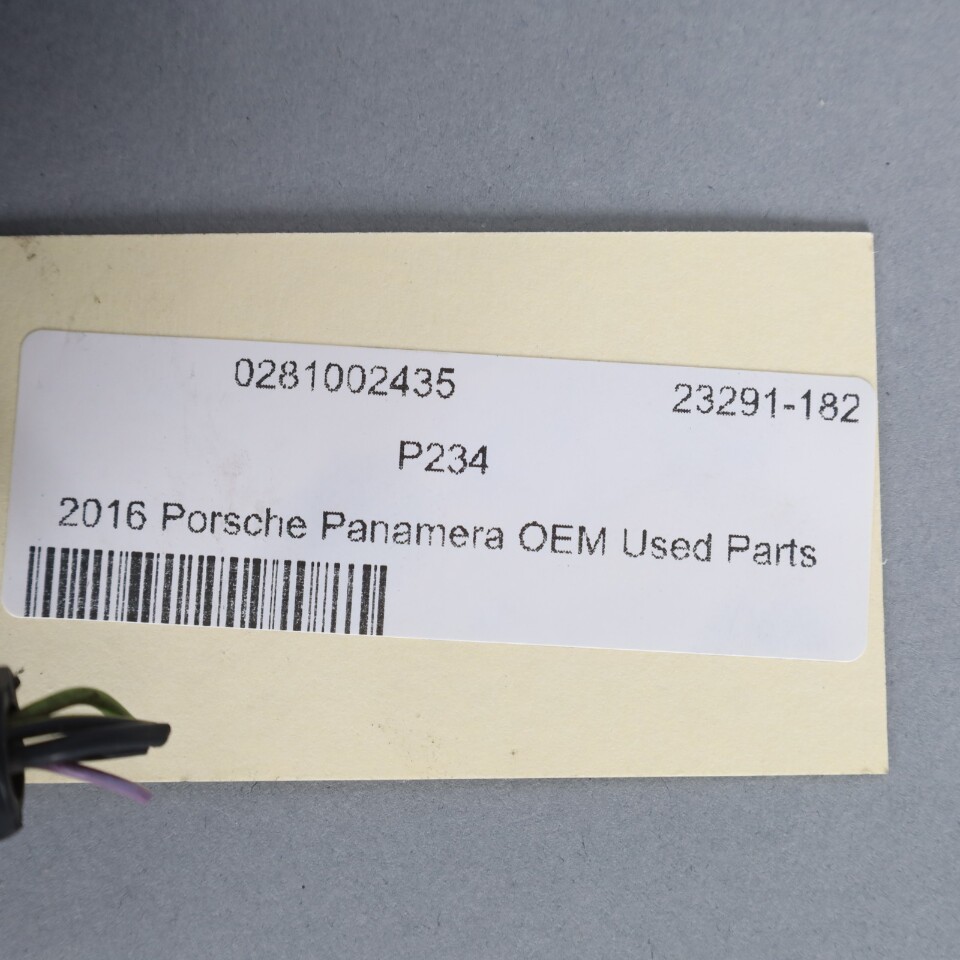 0281002435 23291-182
P234
2016 Porsche Panamera OEM Used Parts